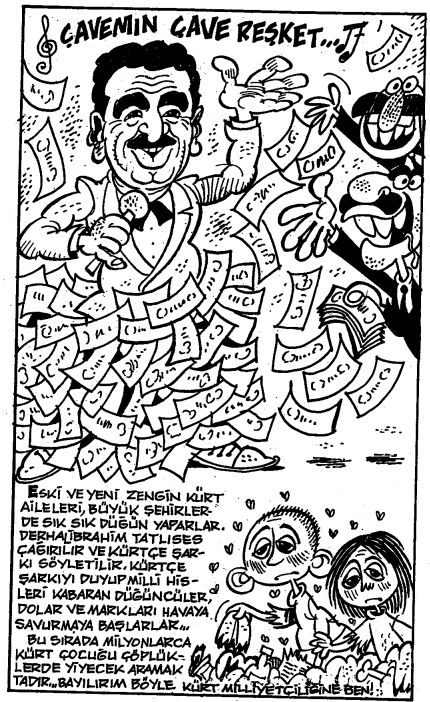 ÇAVEMIN ÇAVE REŞKET...
ESKİ VE YENİ ZENGİN KÜRT
AİLELERİ, BÜYÜK ŞEHİRLER-
DE SIK SIK DÜĞÜN YAPARLAR.
DERHAL İBRAHİM TATLISES
ÇAĞIRILIR VE KÜRTÇE ŞAR-
KI SÖYLETİLİR. KÜRTÇE
ŞARKIYI DUYUP MİLLİ HİS-
LERİ KABARAN DÜĞÜNCÜLER,
DOLAR VE MARKLARI HAVAYA
SAVURMAYA BAŞLARLAR...
BU SIRADA MİLYONLARCA
KÜRT ÇOCUĞU ÇÖPLÜK-
LERDE YİYECEK ARAMAK
TADIR... BAYILIRIM BÖYLE KÜRT MİLLİYETÇİLİĞİNE BEN!